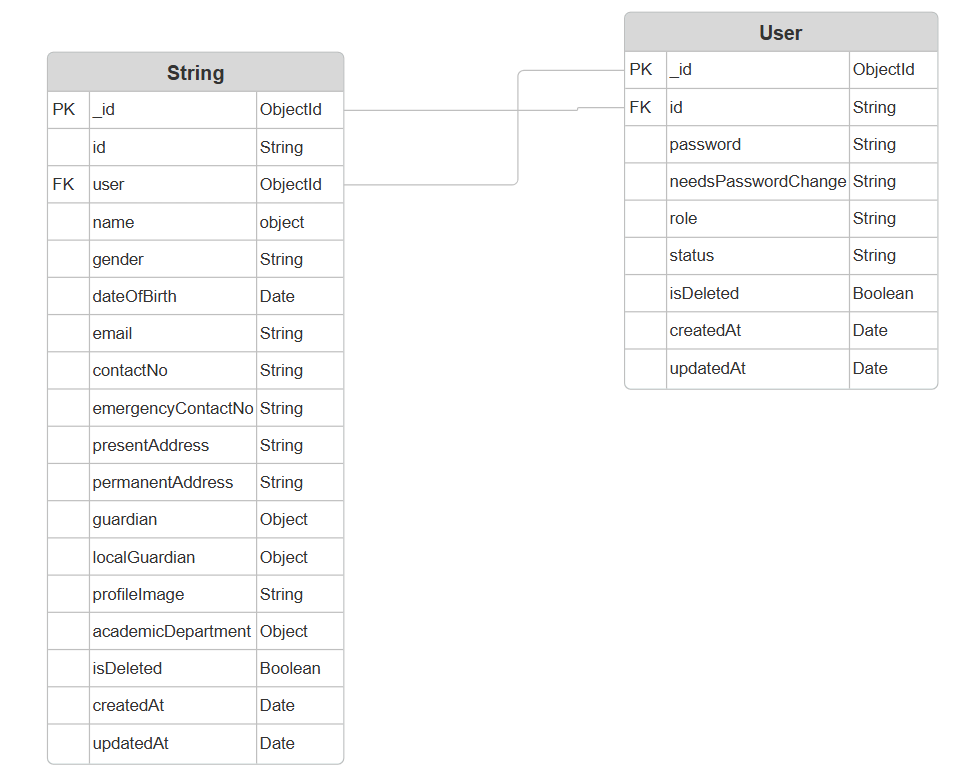 String
PK _id ObjectId
id String
FK user ObjectId
name object
gender String
dateOfBirth Date
email String
contactNo String
emergencyContactNo String
presentAddress String
permanentAddress String
guardian Object
localGuardian Object
profileImage String
academicDepartment Object
isDeleted Boolean
createdAt Date
updatedAt Date
User
PK _id ObjectId
FK id String
password String
needsPasswordChange String
role String
status String
isDeleted Boolean
createdAt Date
updatedAt Date